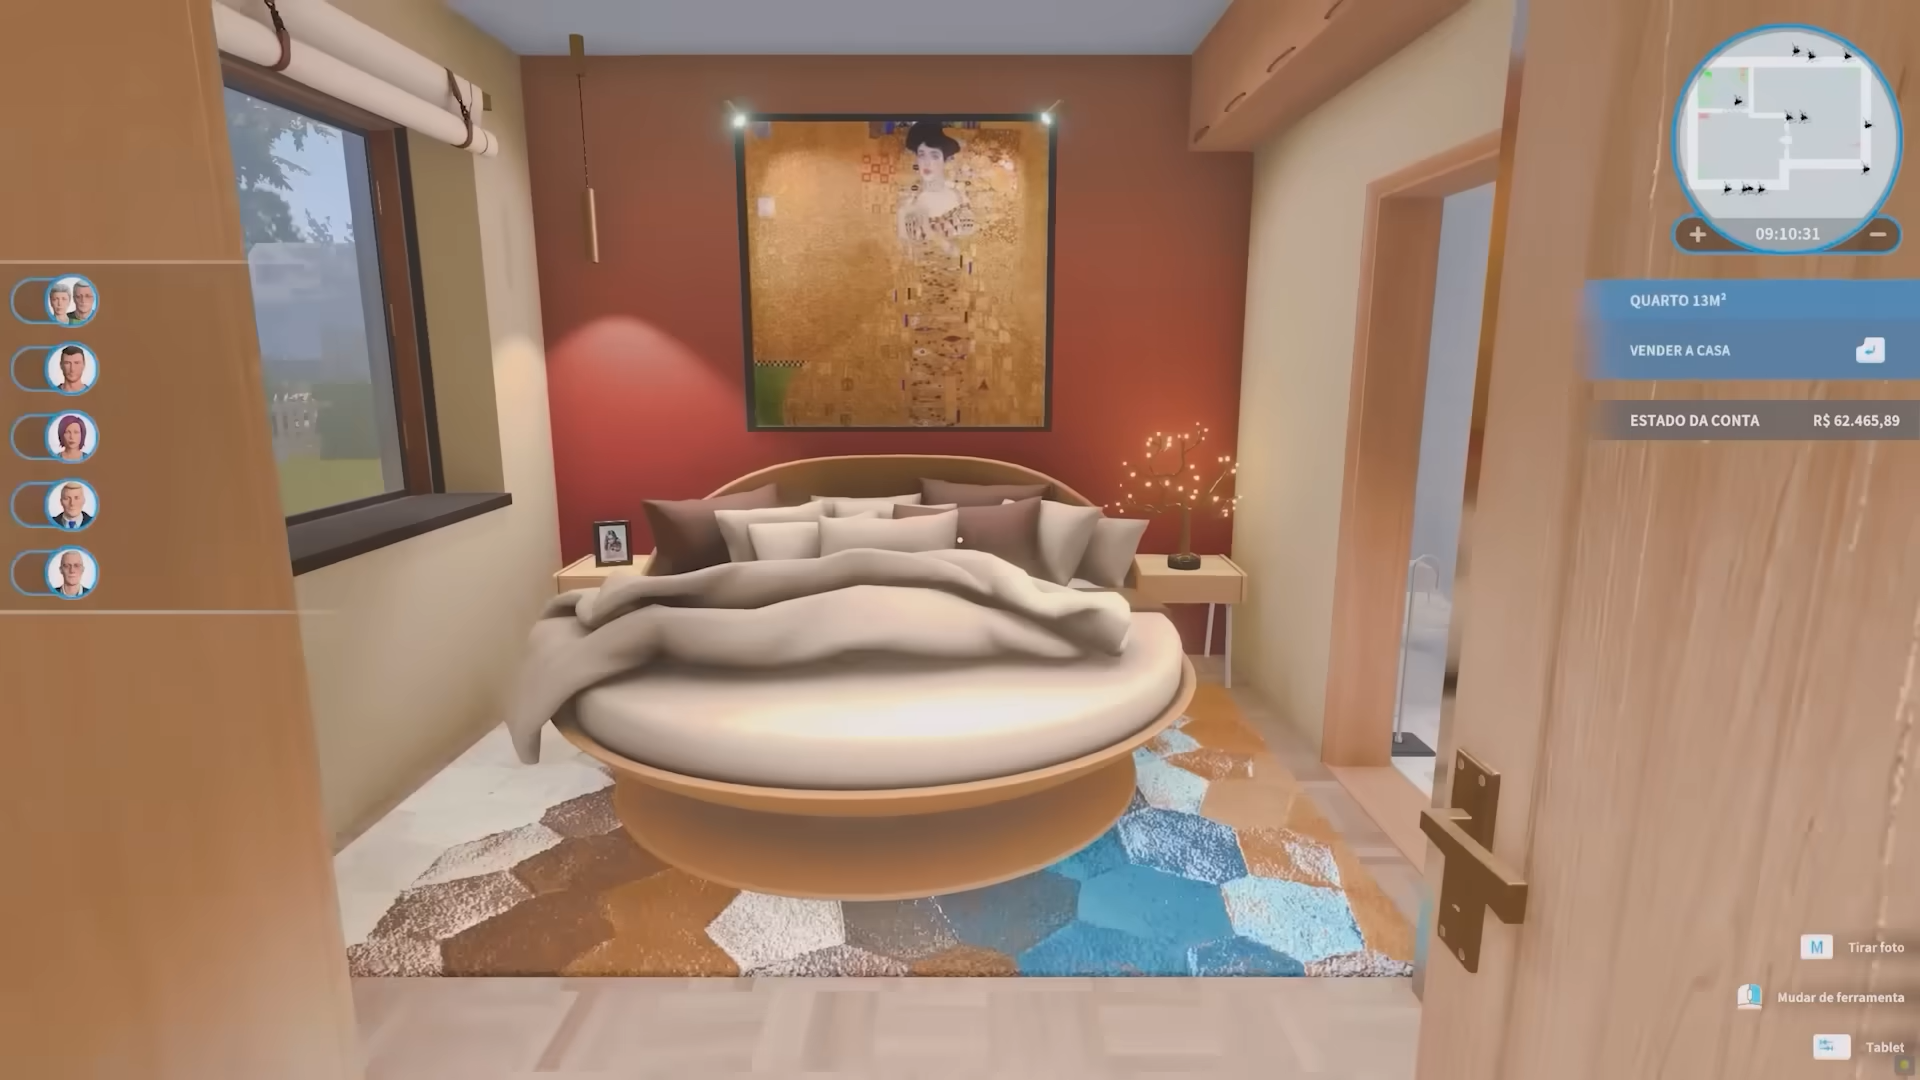 09:10:31
QUARTO 13M²
VENDER A CASA
ESTADO DA CONTA R$ 62.465,89
M Tirar foto
Mudar de ferramenta
Tablet